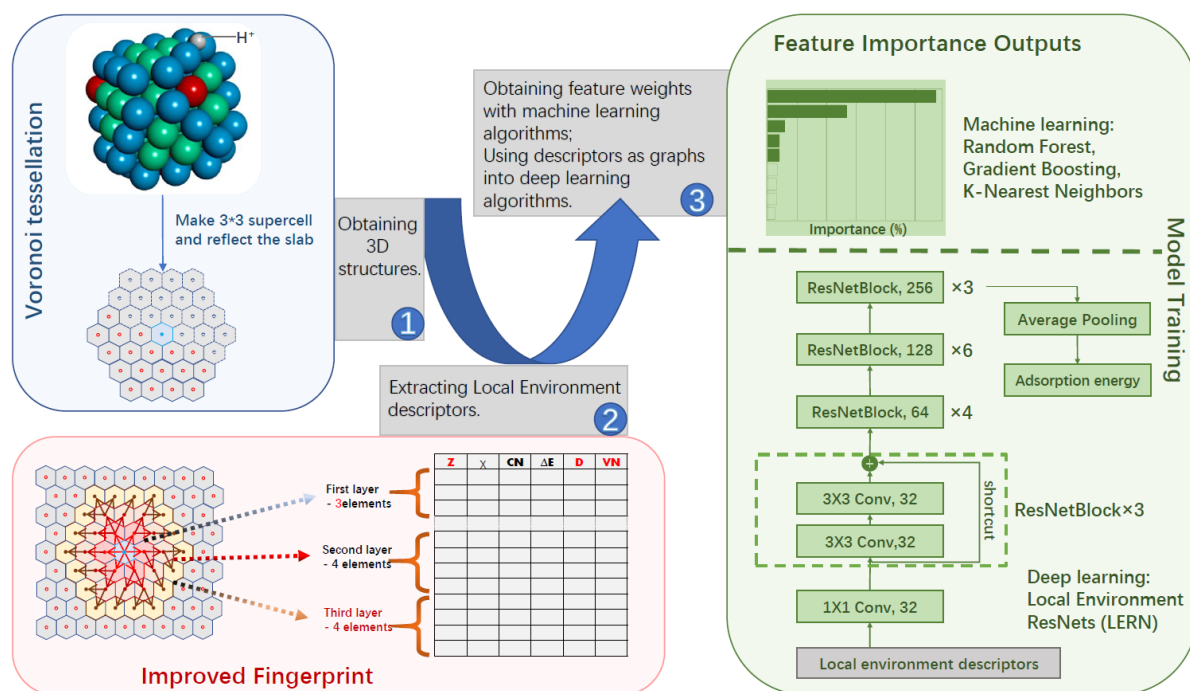 Voronoi tessellation
H⁺
Make 3*3 supercell
and reflect the slab
Obtaining
3D
structures.
1
Extracting Local Environment
descriptors.
2
Obtaining feature weights
with machine learning
algorithms;
Using descriptors as graphs
into deep learning
algorithms.
3
First layer
- 3elements
Second layer
- 4 elements
Third layer
- 4 elements
Z χ CN ΔE D VN
Improved Fingerprint
Feature Importance Outputs
Importance (%)
Machine learning:
Random Forest,
Gradient Boosting,
K-Nearest Neighbors
Model Training
ResNetBlock, 256 ×3
Average Pooling
ResNetBlock, 128 ×6
Adsorption energy
ResNetBlock, 64 ×4
+
3X3 Conv, 32
shortcut
ResNetBlock×3
3X3 Conv,32
1X1 Conv, 32
Deep learning:
Local Environment
ResNets (LERN)
Local environment descriptors